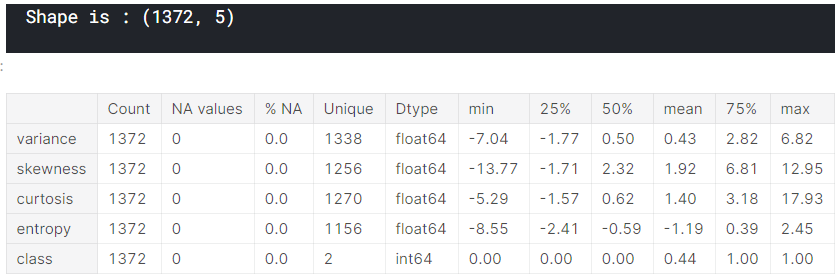 Shape is : (1372, 5)
:
Count NA values % NA Unique Dtype min 25% 50% mean 75% max
variance 1372 0 0.0 1338 float64 -7.04 -1.77 0.50 0.43 2.82 6.82
skewness 1372 0 0.0 1256 float64 -13.77 -1.71 2.32 1.92 6.81 12.95
curtosis 1372 0 0.0 1270 float64 -5.29 -1.57 0.62 1.40 3.18 17.93
entropy 1372 0 0.0 1156 float64 -8.55 -2.41 -0.59 -1.19 0.39 2.45
class 1372 0 0.0 2 int64 0.00 0.00 0.00 0.44 1.00 1.00